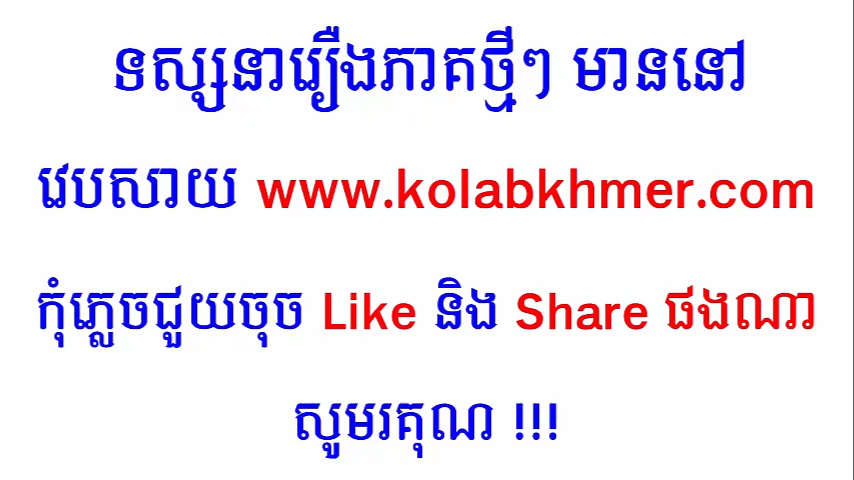 ទស្សនារឿងភាគថ្មីៗ មាននៅ
វេបសាយ www.kolabkhmer.com
កុំភ្លេចជួយចុច Like និង Share ផងណា
សូមរគុណ !!!